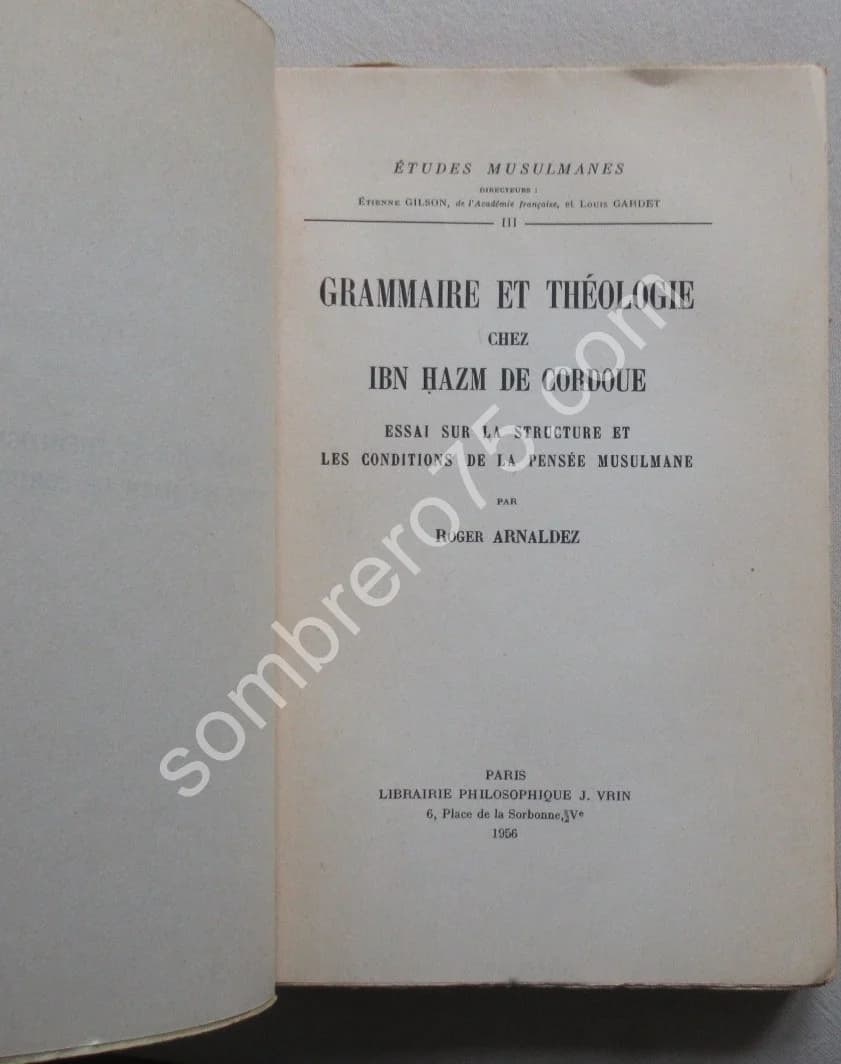 ÉTUDES MUSULMANES
DIRECTEURS :
ÉTIENNE GILSON, de l'Académie française, et LOUIS GARDET
III
GRAMMAIRE ET THÉOLOGIE
CHEZ
IBN ḤAZM DE CORDOUE
ESSAI SUR LA STRUCTURE ET
LES CONDITIONS DE LA PENSÉE MUSULMANE
PAR
ROGER ARNALDEZ
PARIS
LIBRAIRIE PHILOSOPHIQUE J. VRIN
6, Place de la Sorbonne, Ve
1956
sombrero75.com